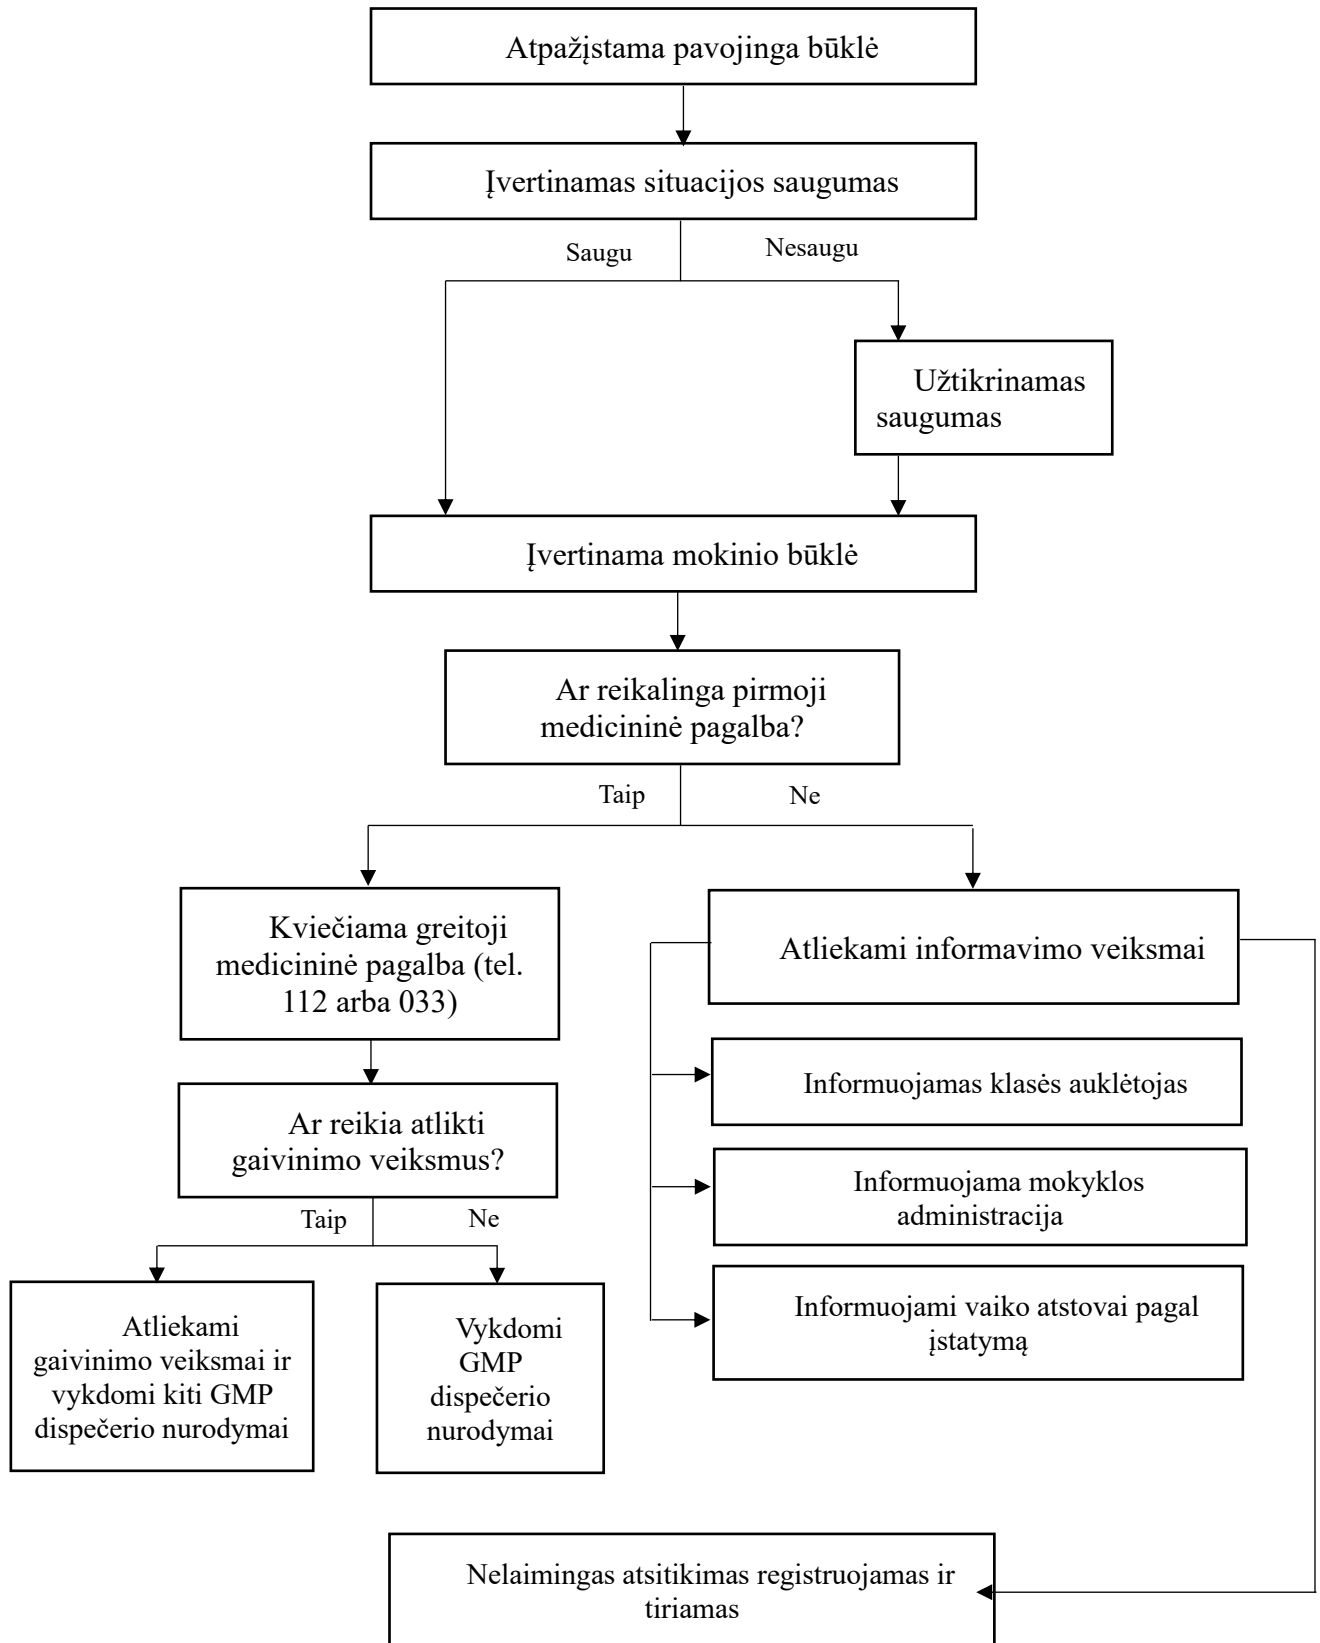 Atpažįstama pavojinga būklė
Įvertinamas situacijos saugumas
Saugu
Nesaugu
Užtikrinamas
saugumas
Įvertinama mokinio būklė
Ar reikalinga pirmoji
medicininė pagalba?
Taip
Ne
Kviečiama greitoji
medicininė pagalba (tel.
112 arba 033)
Atliekami informavimo veiksmai
Informuojamas klasės auklėtojas
Ar reikia atlikti
gaivinimo veiksmus?
Informuojama mokyklos
administracija
Taip
Ne
Informuojami vaiko atstovai pagal
įstatymą
Atliekami
gaivinimo veiksmai ir
vykdomi kiti GMP
dispečerio nurodymai
Vykdomi
GMP
dispečerio
nurodymai
Nelaimingas atsitikimas registruojamas ir
tiriamas